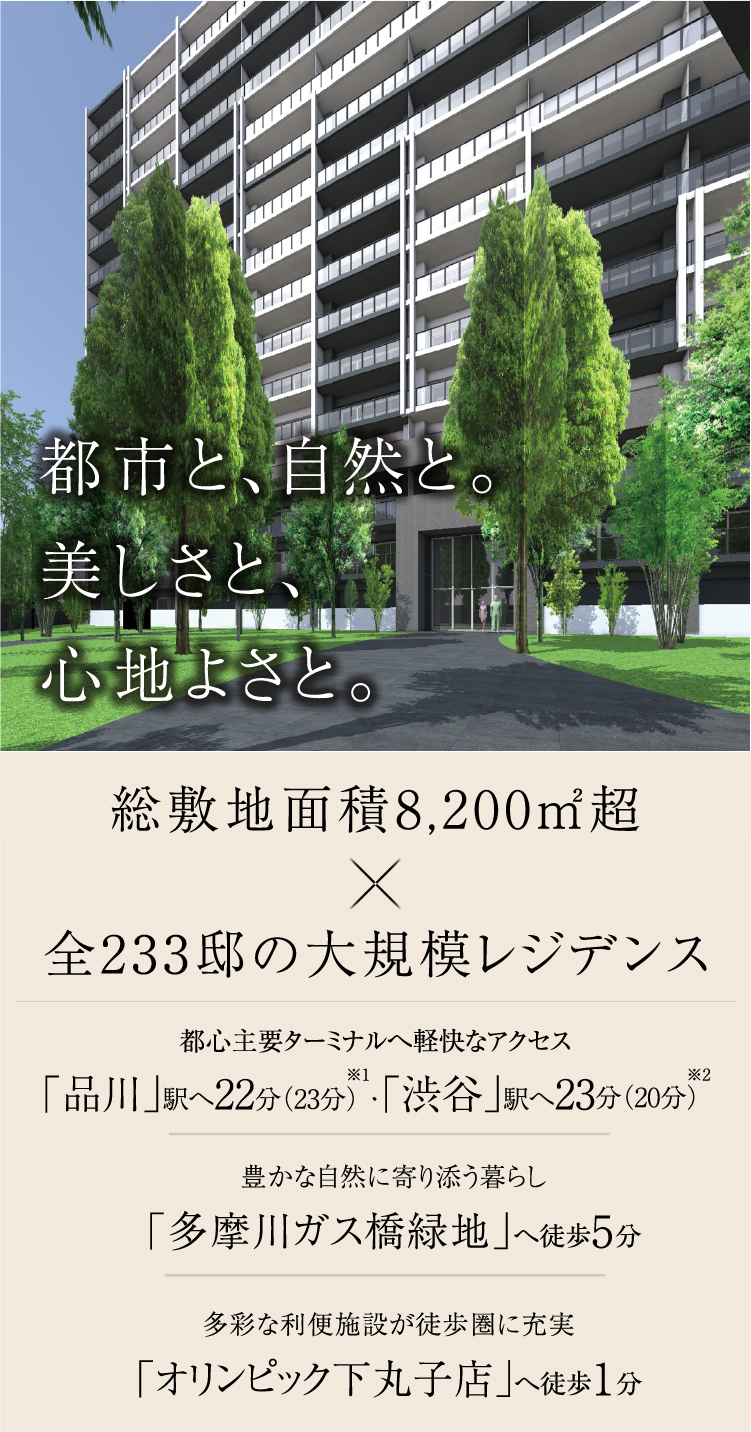 都市と、自然と。
美しさと、
心地よさと。
総敷地面積8,200㎡超
×
全233邸の大規模レジデンス
都心主要ターミナルへ軽快なアクセス
「品川」駅へ22分（23分）※1・「渋谷」駅へ23分（20分）※2
豊かな自然に寄り添う暮らし
「多摩川ガス橋緑地」へ徒歩5分
多彩な利便施設が徒歩圏に充実
「オリンピック下丸子店」へ徒歩1分